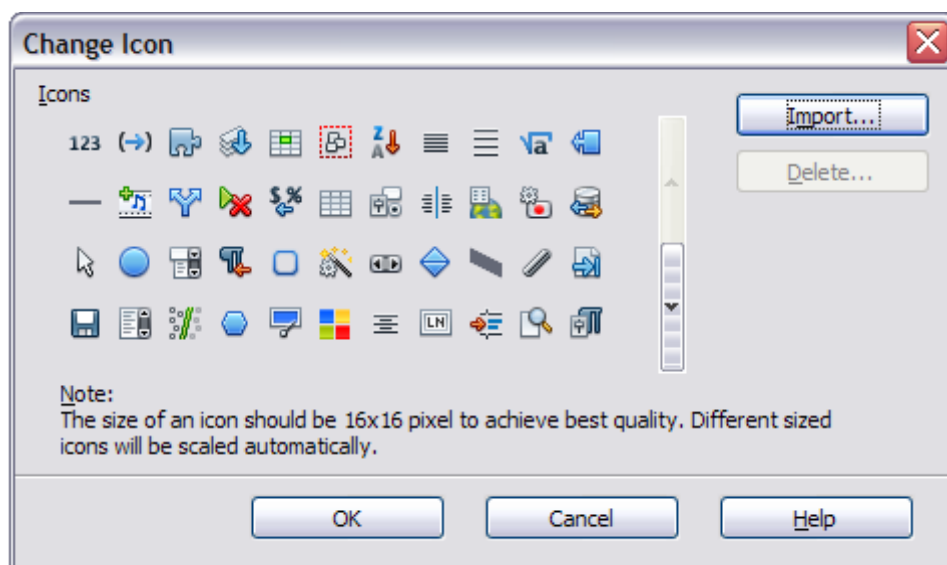 Change Icon
Icons
Import...
123
Z
A
√a
Delete...
$ %
LN
Note:
The size of an icon should be 16x16 pixel to achieve best quality. Different sized
icons will be scaled automatically.
OK Cancel Help